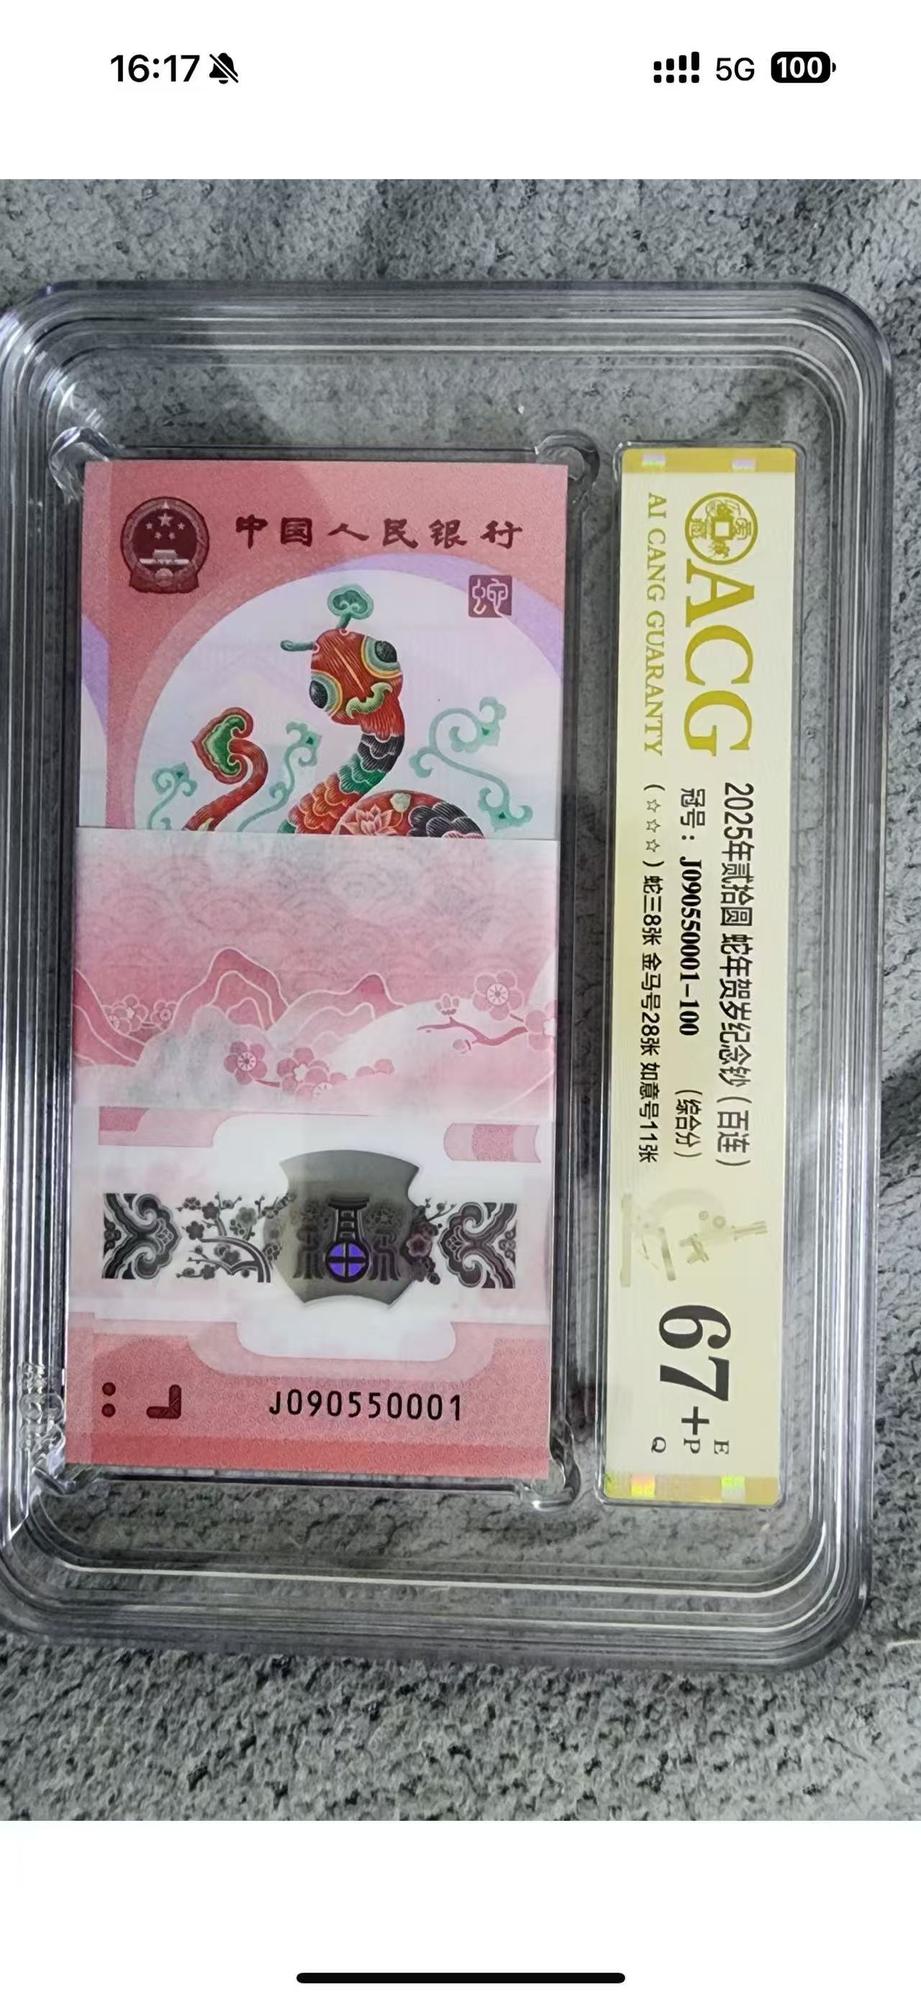 16:17
5G
100
中国人民银行
蛇
福
J090550001
ACG
AI CANG GUARANTY
2025年贰拾圆 蛇年贺岁纪念钞（百连）
冠号：J090550001-100 （综合分）
（☆☆☆）蛇三8张 金马号28张 如意号11张
67+
E
P
Q